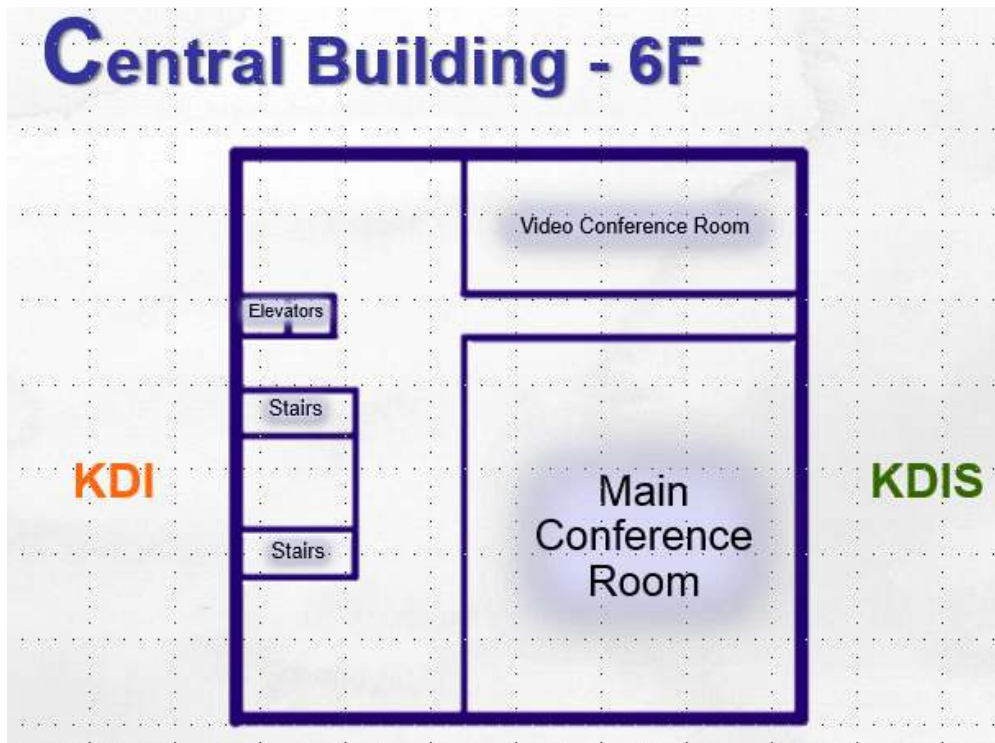 Central Building - 6F
Video Conference Room
Elevators
Stairs
KDI
Main
Conference
Room
KDIS
Stairs